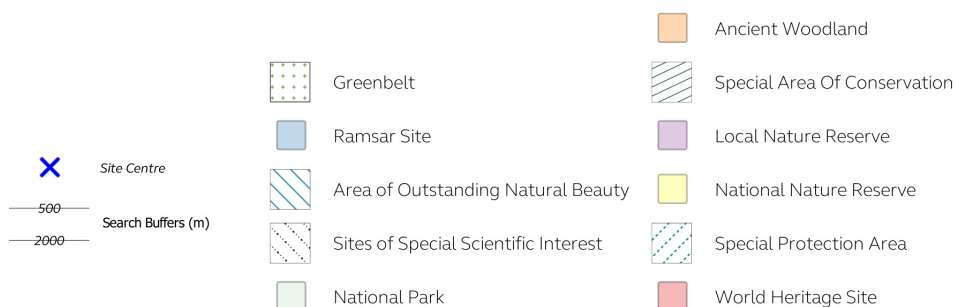 Site Centre
500
Search Buffers (m)
2000
Greenbelt
Ramsar Site
Area of Outstanding Natural Beauty
Sites of Special Scientific Interest
National Park
Ancient Woodland
Special Area Of Conservation
Local Nature Reserve
National Nature Reserve
Special Protection Area
World Heritage Site